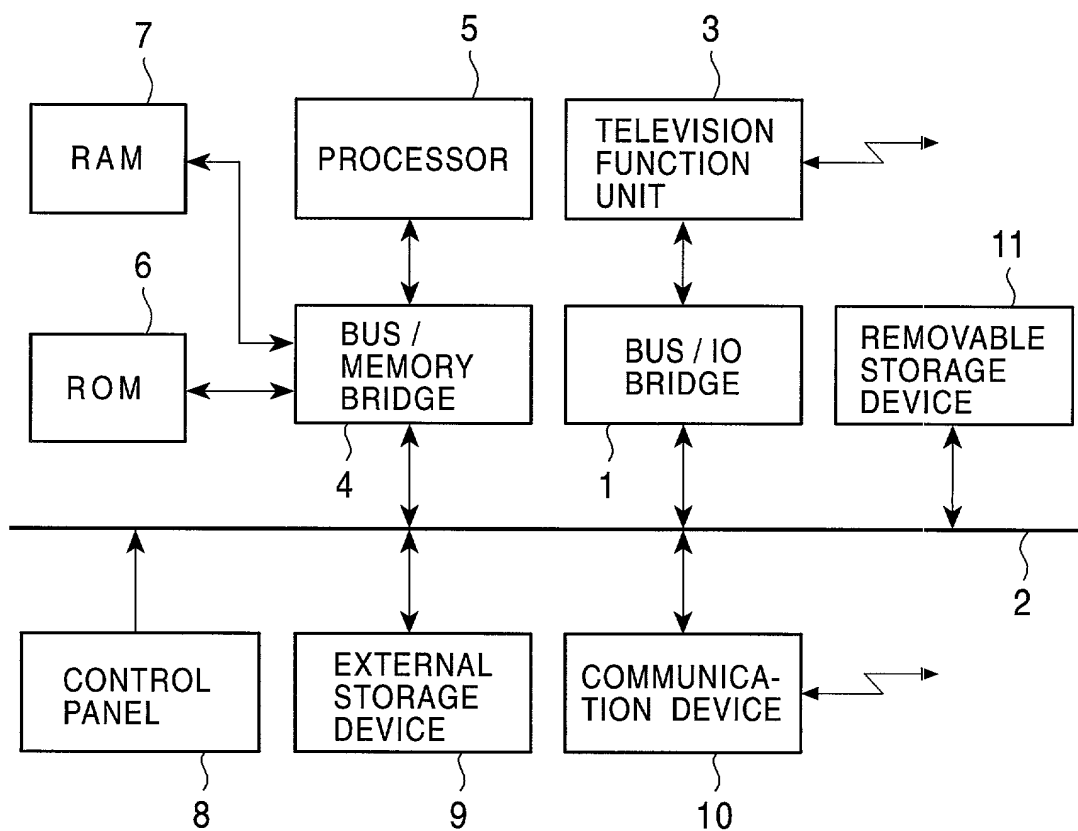 7
5
3
RAM
PROCESSOR
TELEVISION
FUNCTION
UNIT
6
11
ROM
BUS /
MEMORY
BRIDGE
BUS / IO
BRIDGE
REMOVABLE
STORAGE
DEVICE
4
1
2
CONTROL
PANEL
EXTERNAL
STORAGE
DEVICE
COMMUNICA-
TION DEVICE
8
9
10